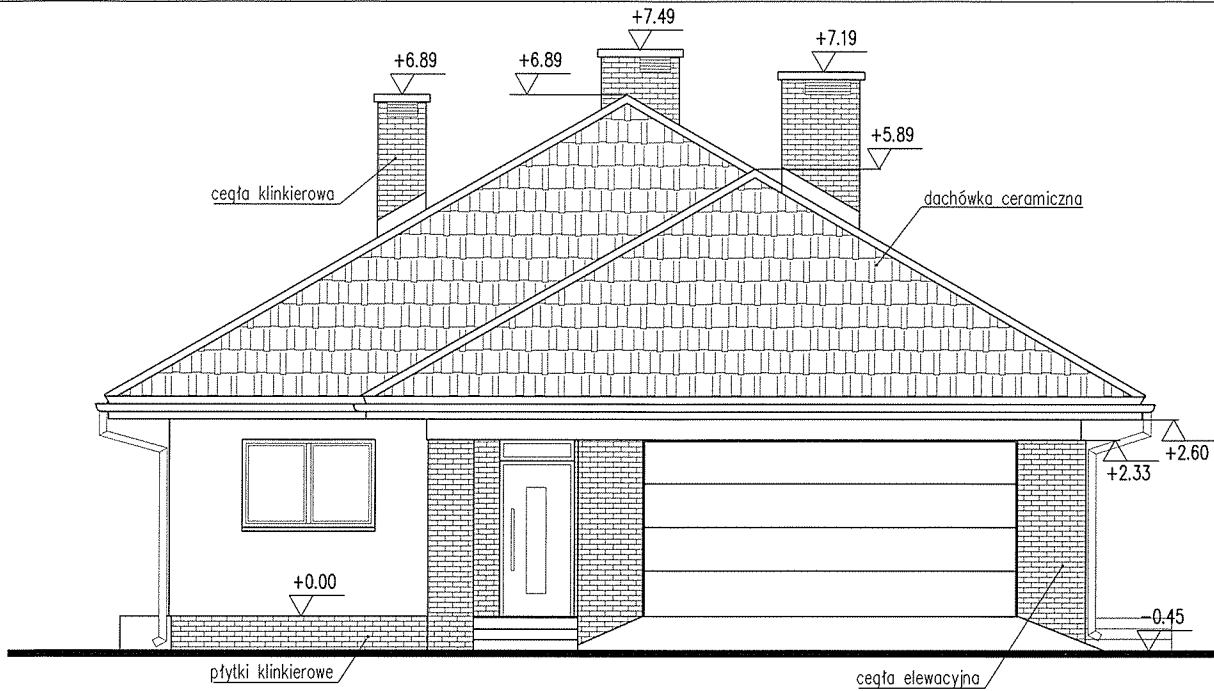 +7.49
+7.19
+6.89
+6.89
+5.89
cegła klinkierowa
dachówka ceramiczna
+2.60
+2.33
+0.00
-0.45
płytki klinkierowe
cegła elewacyjna